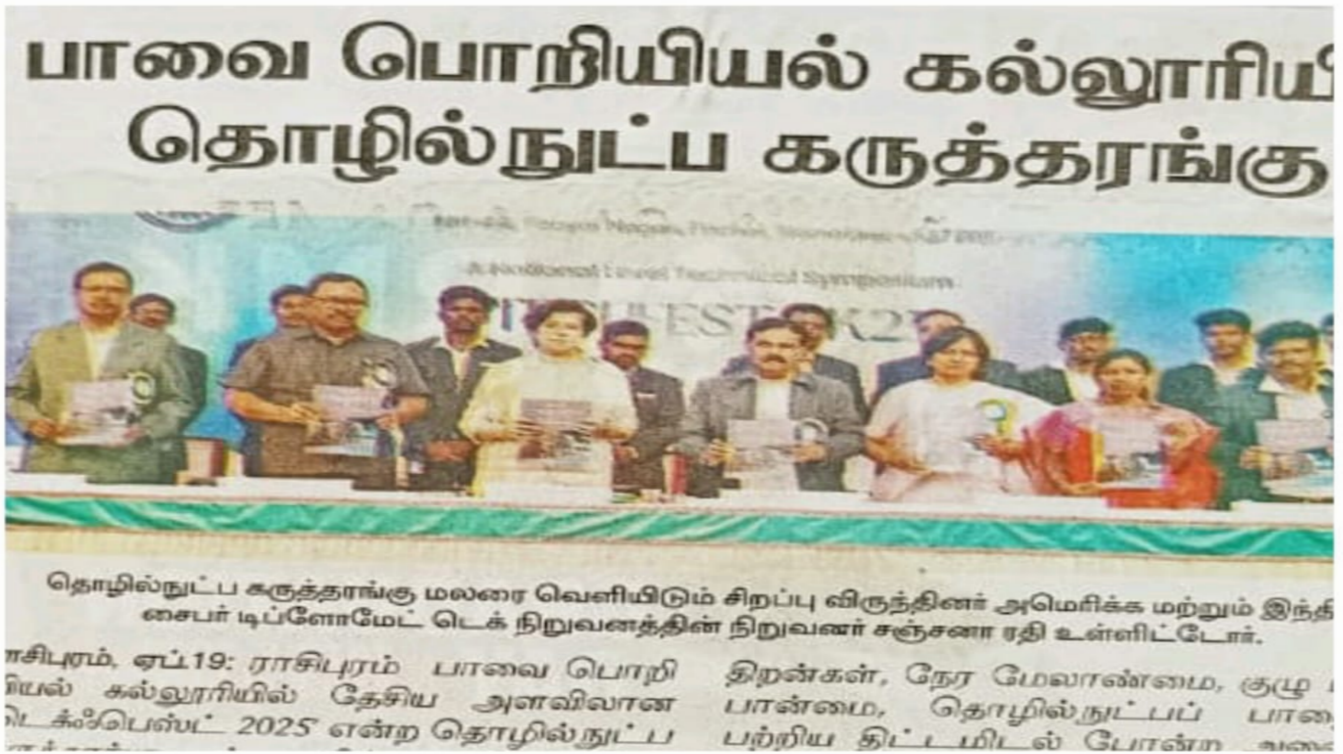 பாவை பொறியியல் கல்லூரியி
தொழில்நுட்ப கருத்தரங்கு
A National Level Technical Symposium
தொழில்நுட்ப கருத்தரங்கு மலரை வெளியிடும் சிறப்பு விருந்தினர் அமெரிக்க மற்றும் இந்தி
சைபர் டிப்ளோமேட் டெக் நிறுவனத்தின் நிறுவனர் சஞ்சனா ரதி உள்ளிட்டோர்.
ாசிபுரம், ஏப்.19: ராசிபுரம் பாவை பொறி
யியல் கல்லூரியில் தேசிய அளவிலான
டெக்ஃபெஸ்ட் 2025 என்ற தொழில்நுட்ப
திறன்கள், நேர மேலாண்மை, குழு
பான்மை, தொழில்நுட்பப் பாை
பற்றிய திட்டமிடல் போன்ற